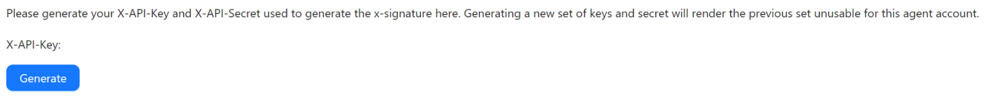 Please generate your X-API-Key and X-API-Secret used to generate the x-signature here. Generating a new set of keys and secret will render the previous set unusable for this agent account.
X-API-Key:
Generate